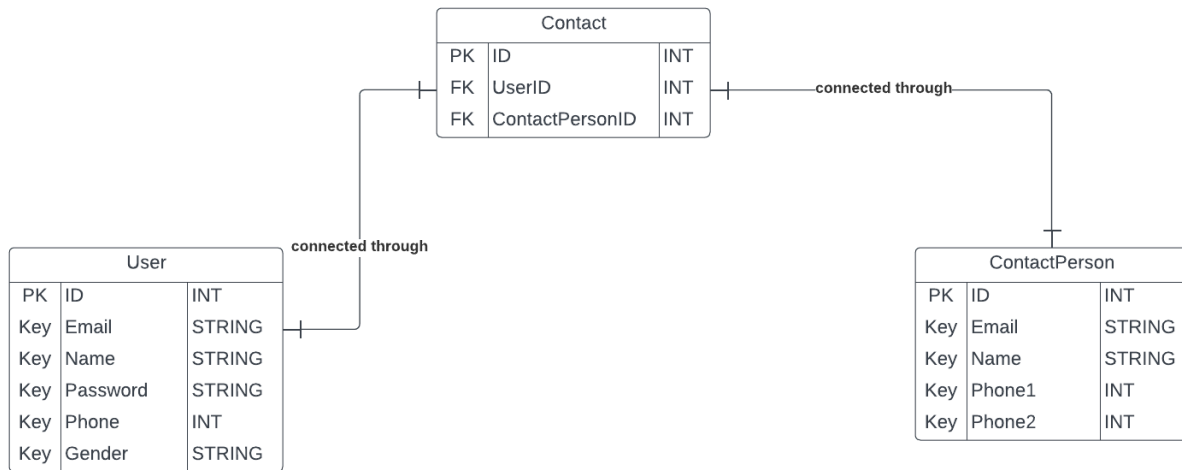 Contact
PK ID INT
FK UserID INT
FK ContactPersonID INT
connected through
connected through
User
PK ID INT
Key Email STRING
Key Name STRING
Key Password STRING
Key Phone INT
Key Gender STRING
ContactPerson
PK ID INT
Key Email STRING
Key Name STRING
Key Phone1 INT
Key Phone2 INT